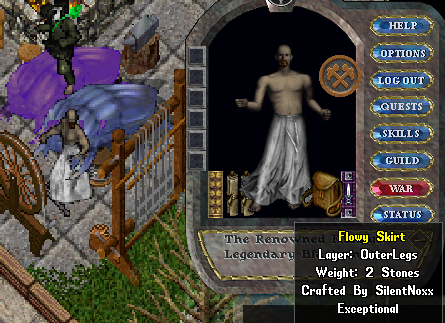 HELP
OPTIONS
LOG OUT
QUESTS
SKILLS
GUILD
WAR
STATUS
The Renowned
Legendary
Flowy Skirt
Layer: OuterLegs
Weight: 2 Stones
Crafted By SilentNoxx
Exceptional